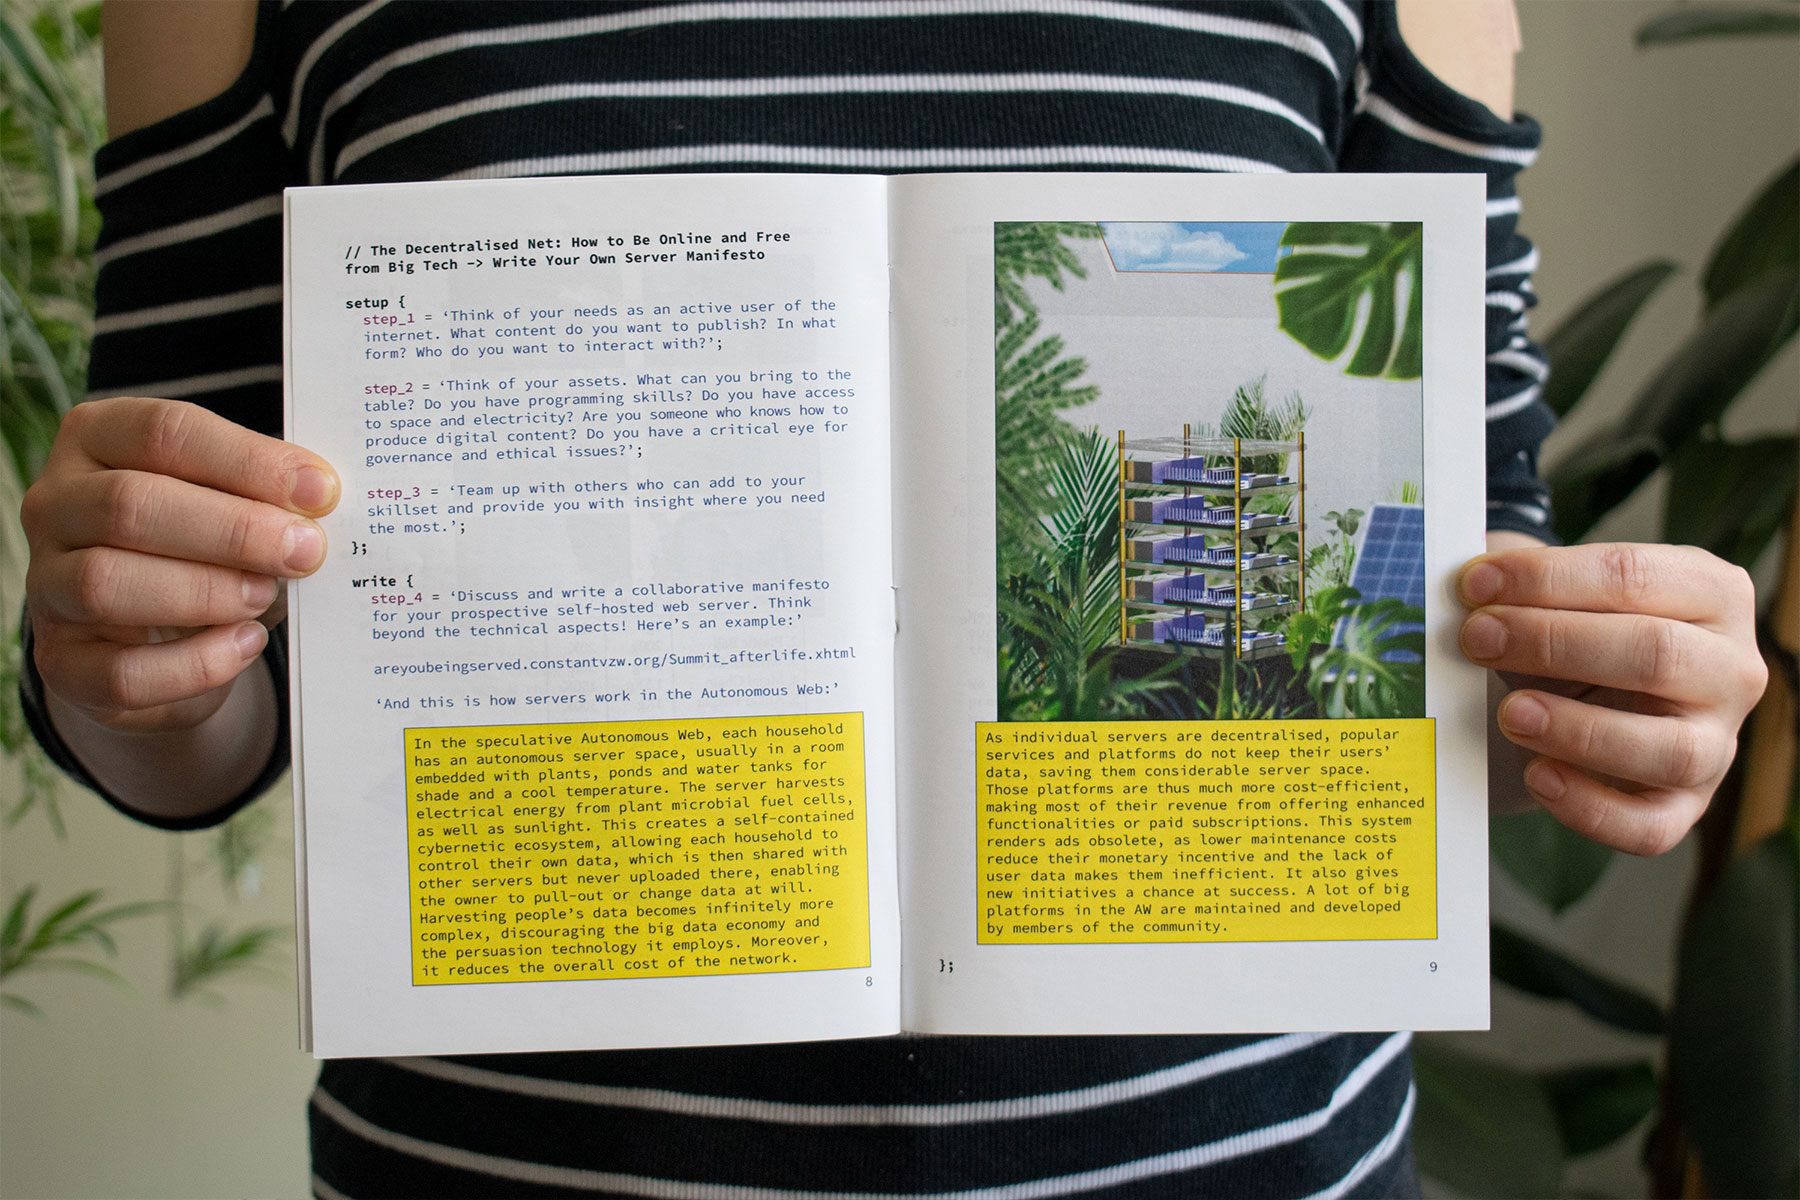 // The Decentralised Net: How to Be Online and Free
from Big Tech -> Write Your Own Server Manifesto
setup {
step_1 = ‘Think of your needs as an active user of the
internet. What content do you want to publish? In what
form? Who do you want to interact with?’;
step_2 = ‘Think of your assets. What can you bring to the
table? Do you have programming skills? Do you have access
to space and electricity? Are you someone who knows how to
produce digital content? Do you have a critical eye for
governance and ethical issues?’;
step_3 = ‘Team up with others who can add to your
skillset and provide you with insight where you need
the most.’;
};
write {
step_4 = ‘Discuss and write a collaborative manifesto
for your prospective self-hosted web server. Think
beyond the technical aspects! Here’s an example:’
areyoubeingserved.constantvzw.org/Summit_afterlife.xhtml
‘And this is how servers work in the Autonomous Web:’
In the speculative Autonomous Web, each household
has an autonomous server space, usually in a room
embedded with plants, ponds and water tanks for
shade and a cool temperature. The server harvests
electrical energy from plant microbial fuel cells,
as well as sunlight. This creates a self-contained
cybernetic ecosystem, allowing each household to
control their own data, which is then shared with
other servers but never uploaded there, enabling
the owner to pull-out or change data at will.
Harvesting people’s data becomes infinitely more
complex, discouraging the big data economy and
the persuasion technology it employs. Moreover,
it reduces the overall cost of the network.
8
As individual servers are decentralised, popular
services and platforms do not keep their users’
data, saving them considerable server space.
Those platforms are thus much more cost-efficient,
making most of their revenue from offering enhanced
functionalities or paid subscriptions. This system
renders ads obsolete, as lower maintenance costs
reduce their monetary incentive and the lack of
user data makes them inefficient. It also gives
new initiatives a chance at success. A lot of big
platforms in the AW are maintained and developed
by members of the community.
};
9